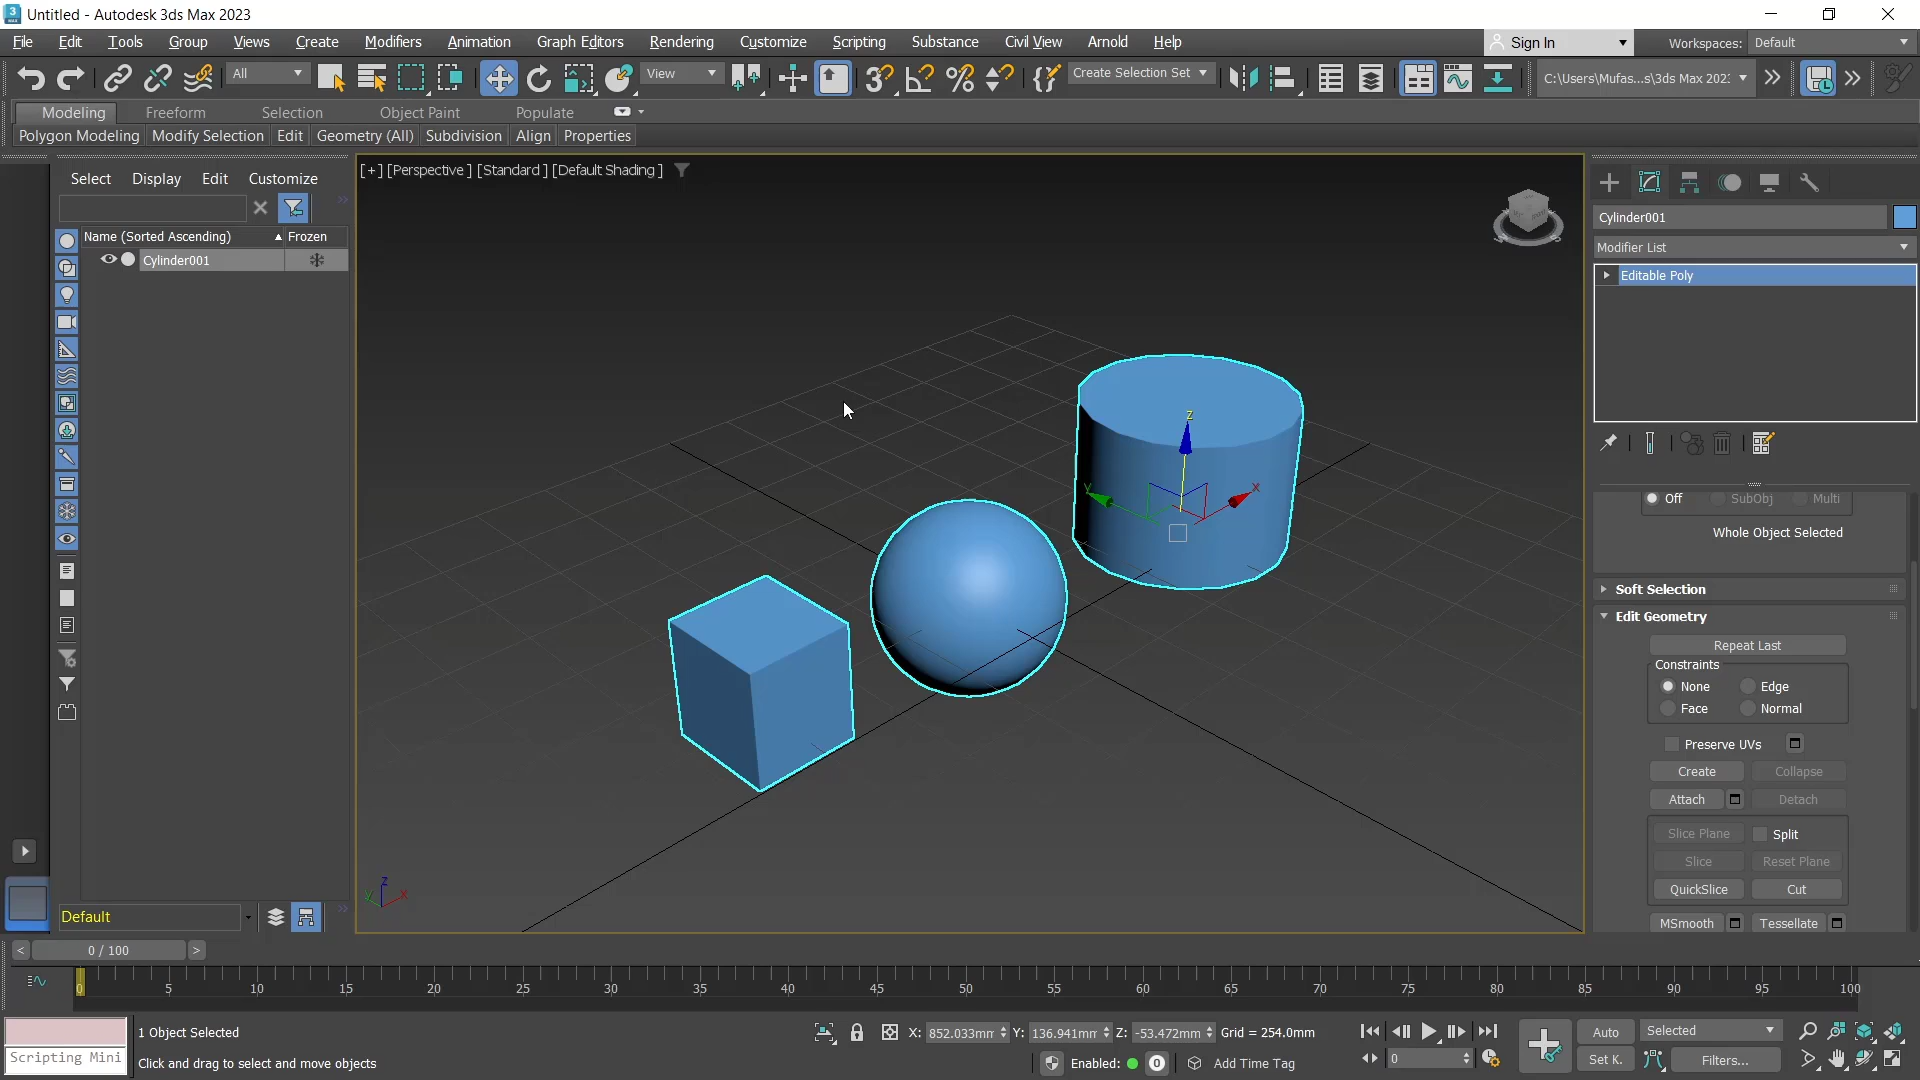 Untitled - Autodesk 3ds Max 2023
File Edit Tools Group Views Create Modifiers Animation Graph Editors Rendering Customize Scripting Substance Civil View Arnold Help Sign In Workspaces: Default
All View Create Selection Set C:\Users\Mufas...s\3ds Max 202
Modeling Freeform Selection Object Paint Populate
Polygon Modeling Modify Selection Edit Geometry (All) Subdivision Align Properties
[+] [Perspective] [Standard] [Default Shading]
Select Display Edit Customize
Name (Sorted Ascending) Frozen
Cylinder001
Cylinder001
Modifier List
Editable Poly
Off SubObj Multi
Whole Object Selected
Soft Selection
Edit Geometry
Repeat Last
Constraints
None Edge
Face Normal
Preserve UVs
Create Collapse
Attach Detach
Slice Plane Split
Slice Reset Plane
QuickSlice Cut
MSmooth Tessellate
z
y x
z
y x
Default
< 0 / 100 >
0 5 10 15 20 25 30 35 40 45 50 55 60 65 70 75 80 85 90 95 100
1 Object Selected X: 852.033mm Y: 136.941mm Z: -53.472mm Grid = 254.0mm Auto Selected
Scripting Mini Click and drag to select and move objects Enabled: 0 Add Time Tag 0 Set K. Filters...